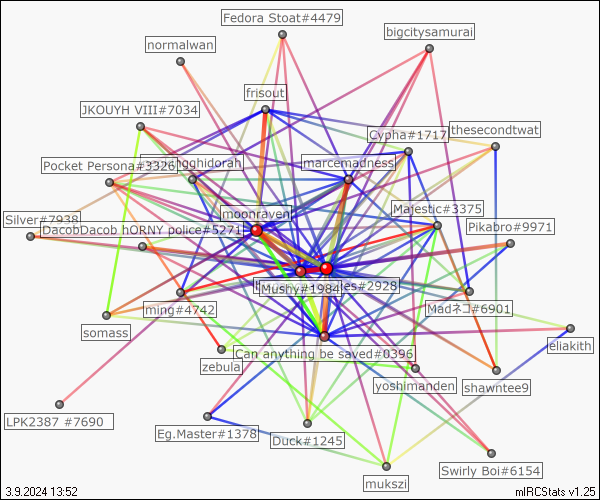 Fedora Stoat#4479
bigcitysamurai
normalwan
frisout
JKOUYH VIII#7034
Cypha#1717
thesecondtwat
Pocket Persona#3326
marcemadness
moonraven
Majestic#3375
Silver#7938
DacobDacob hORNY police#5271
Pikabro#9971
Mushy#1984
ming#4742
Madネコ#6901
somass
Can anything be saved#0396
eliakith
zebula
yoshimanden
shawntee9
LPK2387 #7690
Eg.Master#1378
Duck#1245
Swirly Boi#6154
mukszi
3.9.2024 13:52
mIRCStats v1.25